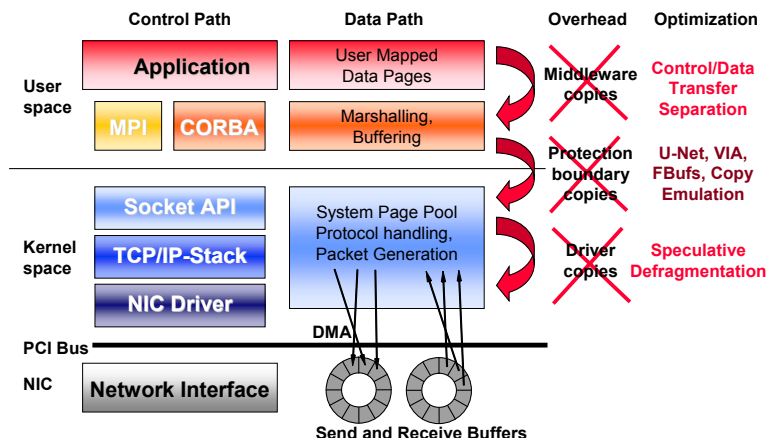 Control Path
Data Path
Overhead
Optimization
User
space
Application
User Mapped
Data Pages
Middleware
copies
Control/Data
Transfer
Separation
MPI
CORBA
Marshalling,
Buffering
Protection
boundary
copies
U-Net, VIA,
FBufs, Copy
Emulation
Kernel
space
Socket API
TCP/IP-Stack
NIC Driver
System Page Pool
Protocol handling,
Packet Generation
Driver
copies
Speculative
Defragmentation
DMA
PCI Bus
NIC
Network Interface
Send and Receive Buffers